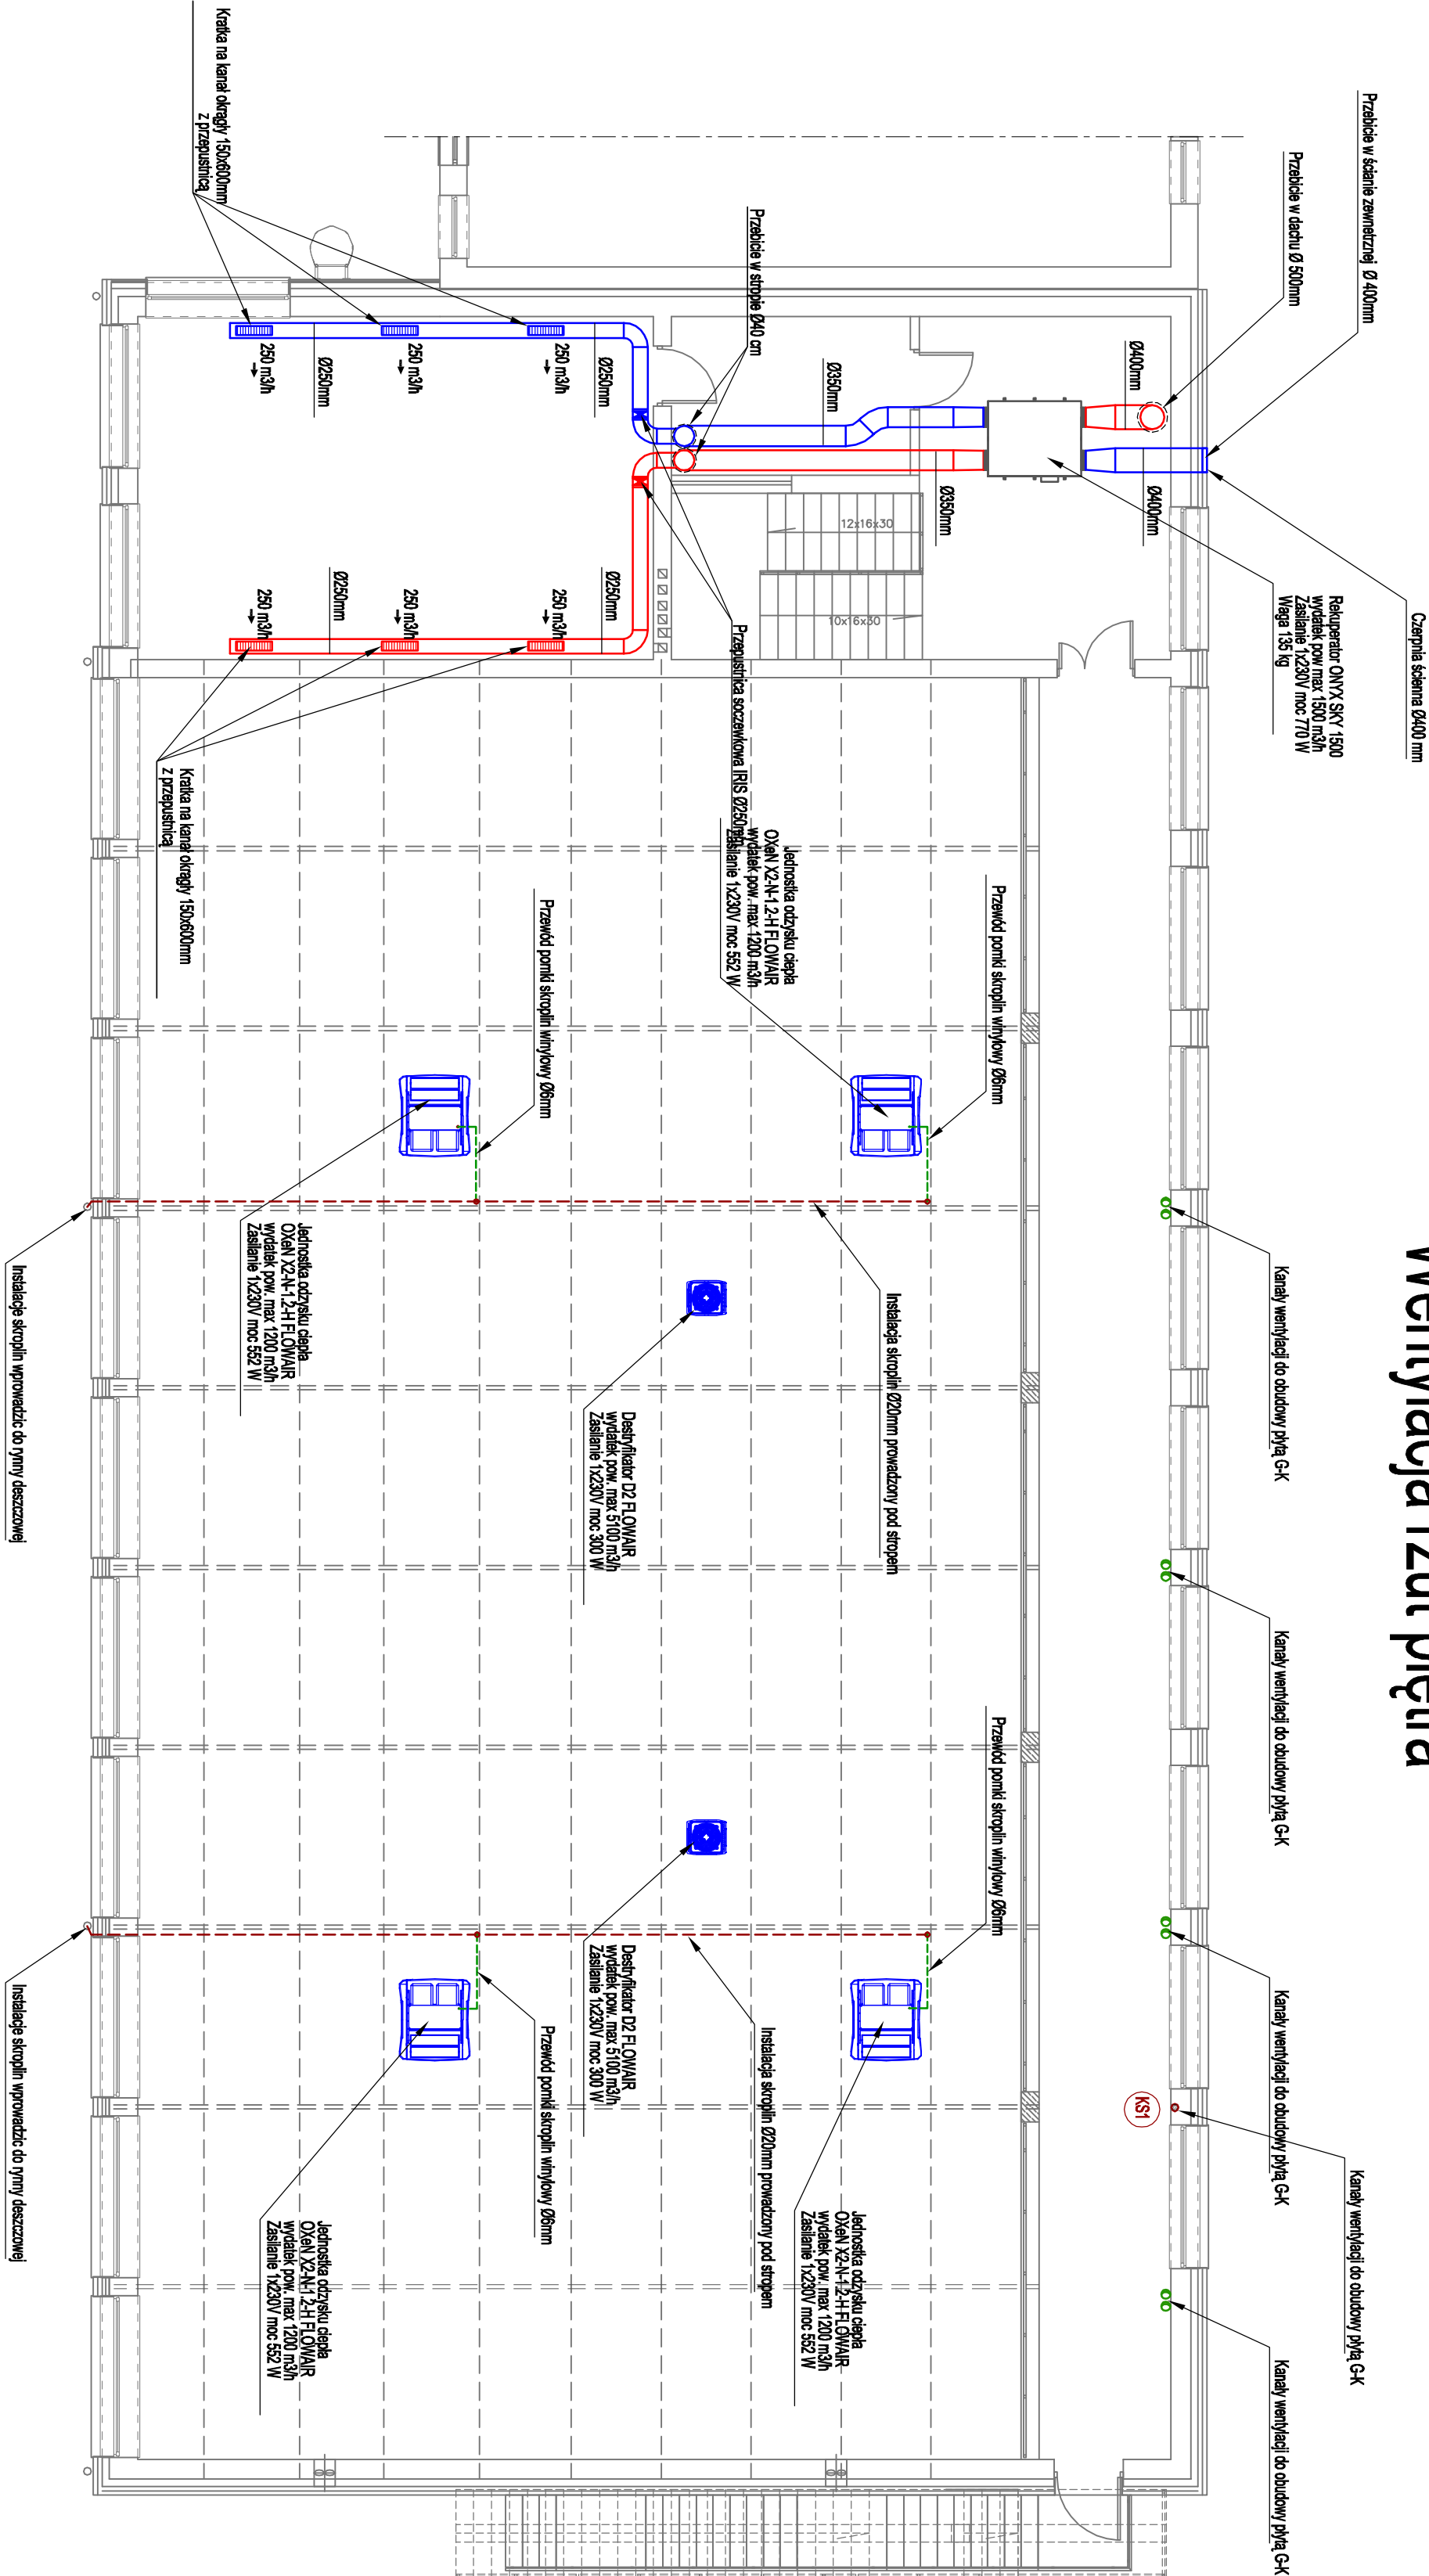 Wentylacja rzut piętra
Czerpnia ścienna Ø400 mm
Przebicie w ścianie zewnetrznej Ø 400mm
Przebicie w dachu Ø 500mm
Rekuperator ONYX SKY 1500
wydatek pow max 1500 m3/h
Zasilanie 1x230V moc 770 W
Waga 135 kg
Kanały wentylacji do obudowy płytą G-K
Kanały wentylacji do obudowy płytą G-K
Kanały wentylacji do obudowy płytą G-K
Kanały wentylacji do obudowy płytą G-K
Kanały wentylacji do obudowy płytą G-K
KS1
Ø400mm
Ø400mm
Ø350mm
Ø350mm
12x16x30
10x16x30
Przebicie w stropie Ø40 cm
Przepustnica soczewkowa IRIS Ø250mm
Przewód pomki skroplin winylowy Ø6mm
Przewód pomki skroplin winylowy Ø6mm
Jednostka odzysku ciepła
OXeN X2-N-1.2-H FLOWAIR
wydatek pow. max 1200 m3/h
Zasilanie 1x230V moc 552 W
Instalacja skroplin Ø20mm prowadzony pod stropem
Jednostka odzysku ciepła
OXeN X2-N-1.2-H FLOWAIR
wydatek pow. max 1200 m3/h
Zasilanie 1x230V moc 552 W
Instalacja skroplin Ø20mm prowadzony pod stropem
Destryfikator D2 FLOWAIR
wydatek pow. max 5100 m3/h
Zasilanie 1x230V moc 300 W
Destryfikator D2 FLOWAIR
wydatek pow. max 5100 m3/h
Zasilanie 1x230V moc 300 W
Ø250mm
Ø250mm
250 m3/h
250 m3/h
Przewód pomki skroplin winylowy Ø6mm
Przewód pomki skroplin winylowy Ø6mm
250 m3/h
250 m3/h
Ø250mm
Ø250mm
250 m3/h
250 m3/h
Jednostka odzysku ciepła
OXeN X2-N-1.2-H FLOWAIR
wydatek pow. max 1200 m3/h
Zasilanie 1x230V moc 552 W
Jednostka odzysku ciepła
OXeN X2-N-1.2-H FLOWAIR
wydatek pow. max 1200 m3/h
Zasilanie 1x230V moc 552 W
Kratka na kanał okrągły 150x600mm
z przepustnicą
Kratka na kanał okrągły 150x600mm
z przepustnicą
Instalacje skroplin wprowadzic do rynny deszczowej
Instalacje skroplin wprowadzic do rynny deszczowej